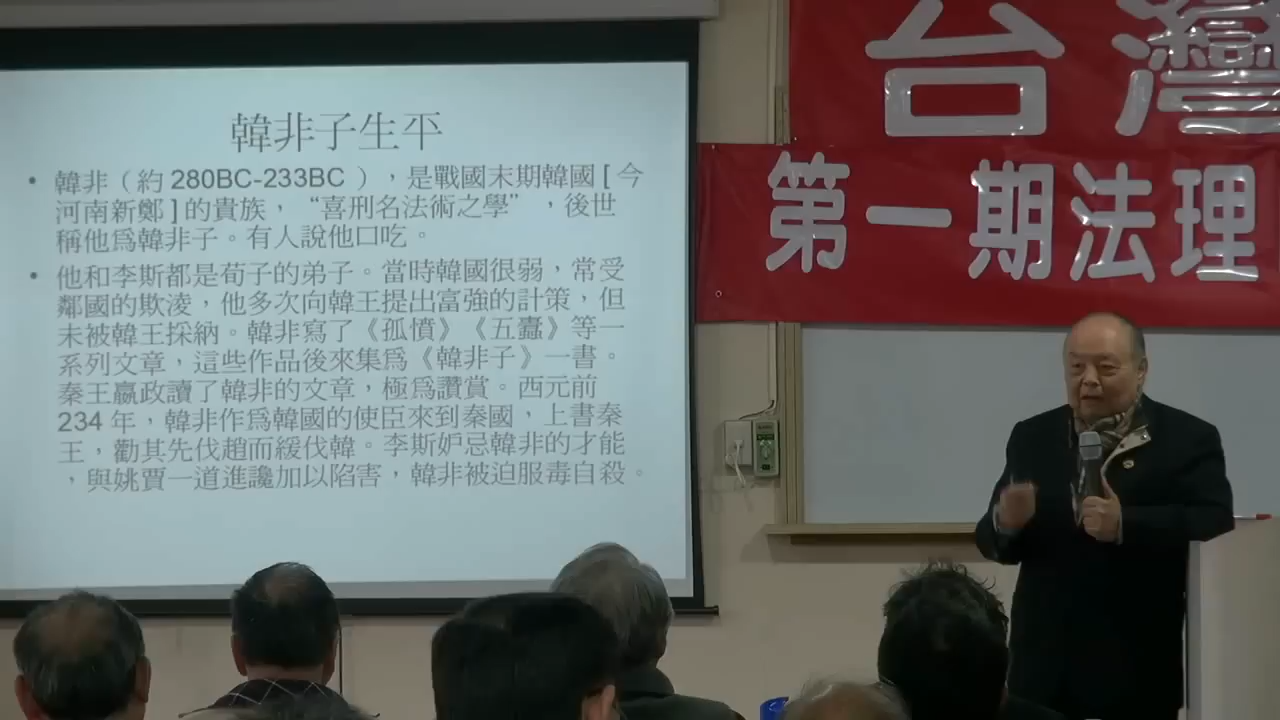 韓非子生平
• 韓非（約 280BC-233BC ），是戰國末期韓國 [ 今
河南新鄭 ] 的貴族，“喜刑名法術之學”，後世
稱他爲韓非子。有人說他口吃。
• 他和李斯都是荀子的弟子。當時韓國很弱，常受
鄰國的欺淩，他多次向韓王提出富強的計策，但
未被韓王採納。韓非寫了《孤憤》《五蠹》等一
系列文章，這些作品後來集爲《韓非子》一書。
秦王嬴政讀了韓非的文章，極爲讚賞。西元前
234 年，韓非作爲韓國的使臣來到秦國，上書秦
王，勸其先伐趙而緩伐韓。李斯妒忌韓非的才能
，與姚賈一道進讒加以陷害，韓非被迫服毒自殺。
台灣
第一期法理